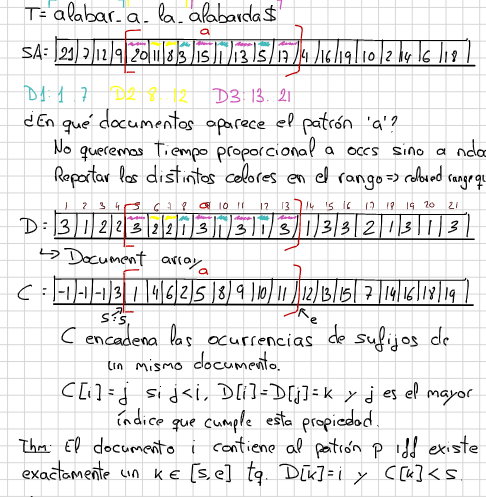 T= alabar_a_la_alabarda$
a
SA: 21 7 12 9 20 11 8 3 15 1 13 5 17 4 16 19 10 2 14 6 18
D1: 1..7 D2: 8..12 D3: 13..21
¿En qué documentos aparece el patrón 'a'?
No queremos Tiempo proporcional a occs sino a ndoc
Reportar los distintos colores en el rango => colored range qu
1 2 3 4 5 6 7 8 9 10 11 12 13 14 15 16 17 18 19 20 21
D: 3 1 2 2 3 2 2 1 3 1 3 1 3 1 3 3 2 1 3 1 3
↳ Document array
a
C = -1 -1 -1 3 1 4 6 2 5 8 9 10 11 12 13 15 7 14 16 18 19
s=5 e
C encadena las ocurrencias de sufijos de
un mismo documento.
C[i]=j si j<i, D[i]=D[j]=k y j es el mayor
índice que cumple esta propiedad.
Thm: El documento i contiene al patrón p iff existe
exactamente un k ∈ [s,e] tq. D[k]=i y C[k]<s.